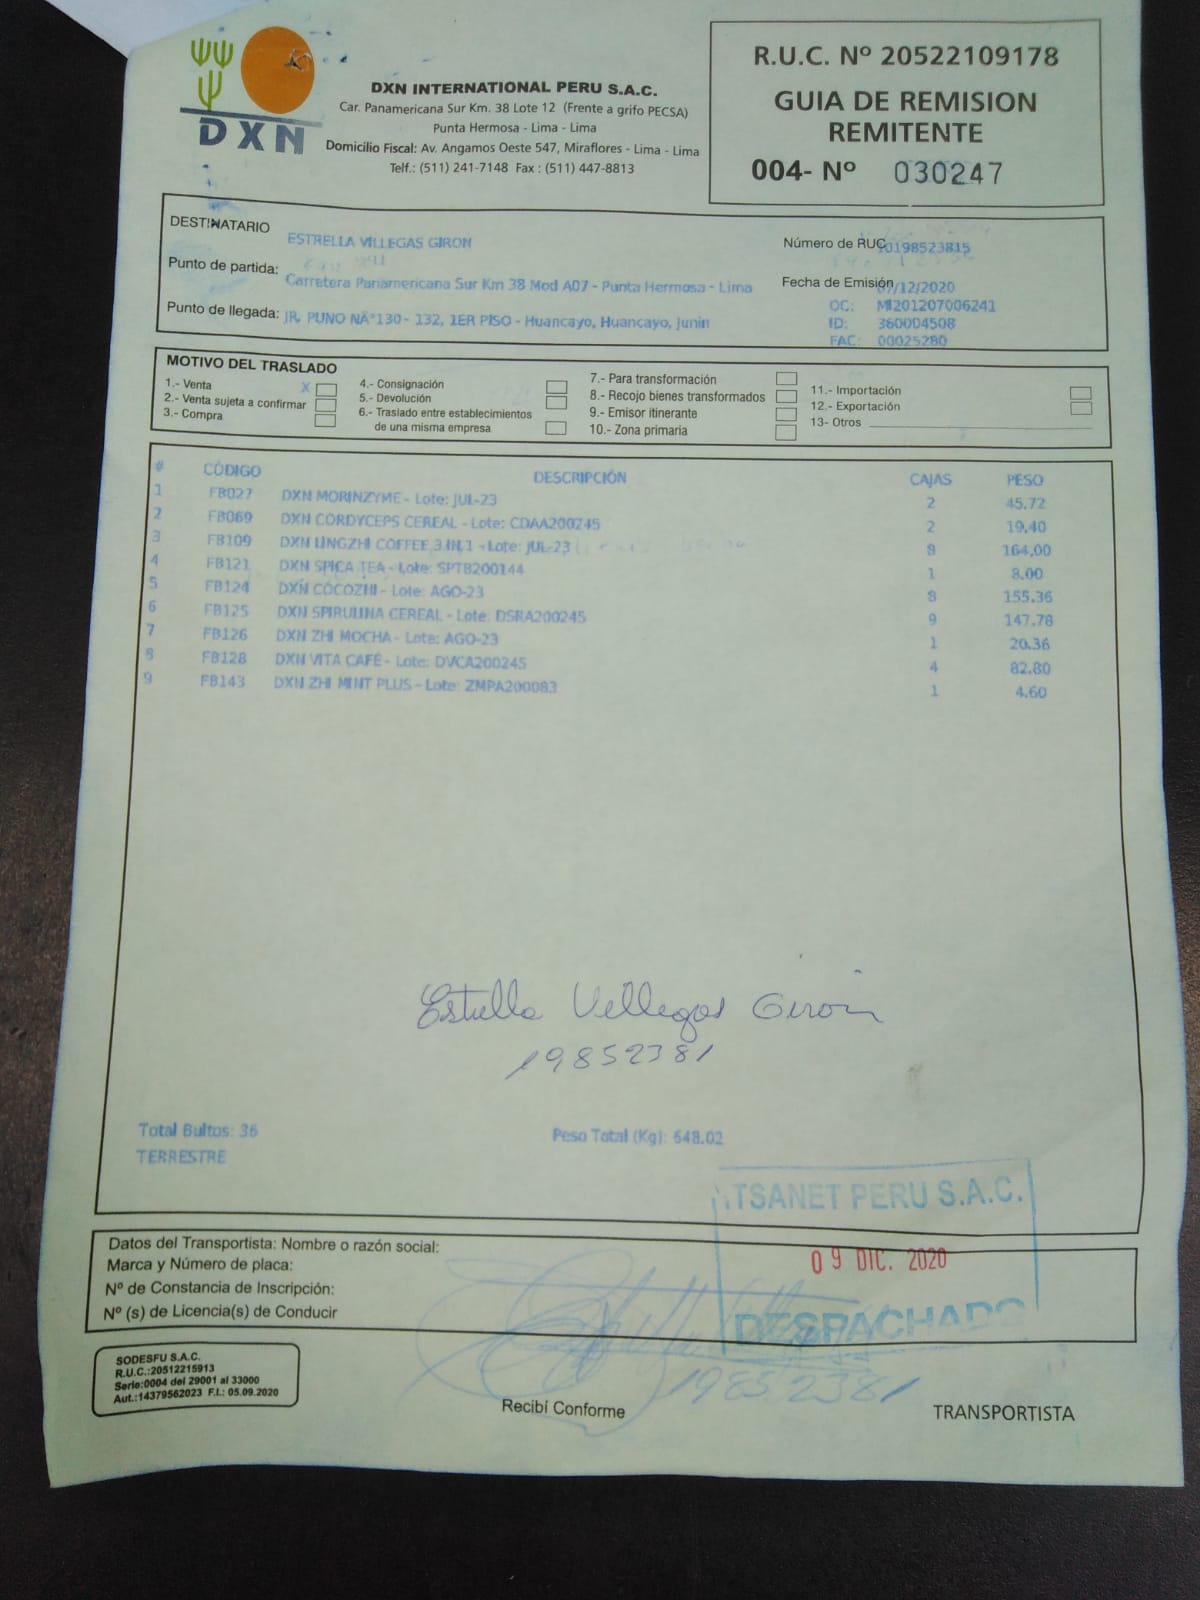 DXN
DXN INTERNATIONAL PERU S.A.C.
Car. Panamericana Sur Km. 38 Lote 12 (Frente a grifo PECSA)
Punta Hermosa - Lima - Lima
Domicilio Fiscal: Av. Angamos Oeste 547, Miraflores - Lima - Lima
Telf.: (511) 241-7148 Fax : (511) 447-8813
R.U.C. Nº 20522109178
GUIA DE REMISION
REMITENTE
004- Nº 030247
DESTINATARIO ESTRELLA VILLEGAS GIRON
Número de RUC 0198523815
Punto de partida: Carretera Panamericana Sur Km 38 Mod A07 - Punta Hermosa - Lima
Fecha de Emisión 07/12/2020
OC: MI201207006241
Punto de llegada: JR. PUNO NÂ°130 - 132, 1ER PISO - Huancayo, Huancayo, Junin
ID: 360004508
FAC: 00025280
MOTIVO DEL TRASLADO
1.- Venta X
2.- Venta sujeta a confirmar
3.- Compra
4.- Consignación
5.- Devolución
6.- Traslado entre establecimientos
de una misma empresa
7.- Para transformación
8.- Recojo bienes transformados
9.- Emisor itinerante
10.- Zona primaria
11.- Importación
12.- Exportación
13- Otros
# CÓDIGO DESCRIPCIÓN CAJAS PESO
1 FB027 DXN MORINZYME - Lote: JUL-23 2 45.72
2 FB069 DXN CORDYCEPS CEREAL - Lote: CDAA200245 2 19.40
3 FB109 DXN LINGZHI COFFEE 3 IN 1 - Lote: JUL-23 8 164.00
4 FB121 DXN SPICA TEA - Lote: SPTB200144 1 8.00
5 FB124 DXN COCOZHI - Lote: AGO-23 8 155.36
6 FB125 DXN SPIRULINA CEREAL - Lote: DSRA200245 9 147.78
7 FB126 DXN ZHI MOCHA - Lote: AGO-23 1 20.36
8 FB128 DXN VITA CAFÉ - Lote: DVCA200245 4 82.80
9 FB143 DXN ZHI MINT PLUS - Lote: ZMPA200083 1 4.60
Estrella Villegas Giron
19852381
Total Bultos: 36 Peso Total (Kg): 648.02
TERRESTRE
TSANET PERU S.A.C.
09 DIC. 2020
DESPACHADO
Datos del Transportista: Nombre o razón social:
Marca y Número de placa:
Nº de Constancia de Inscripción:
Nº (s) de Licencia(s) de Conducir
19852381
SODESFU S.A.C.
R.U.C.:20512215913
Serie:0004 del 29001 al 33000
Aut.:14379562023 F.I.: 05.09.2020
Recibí Conforme
TRANSPORTISTA